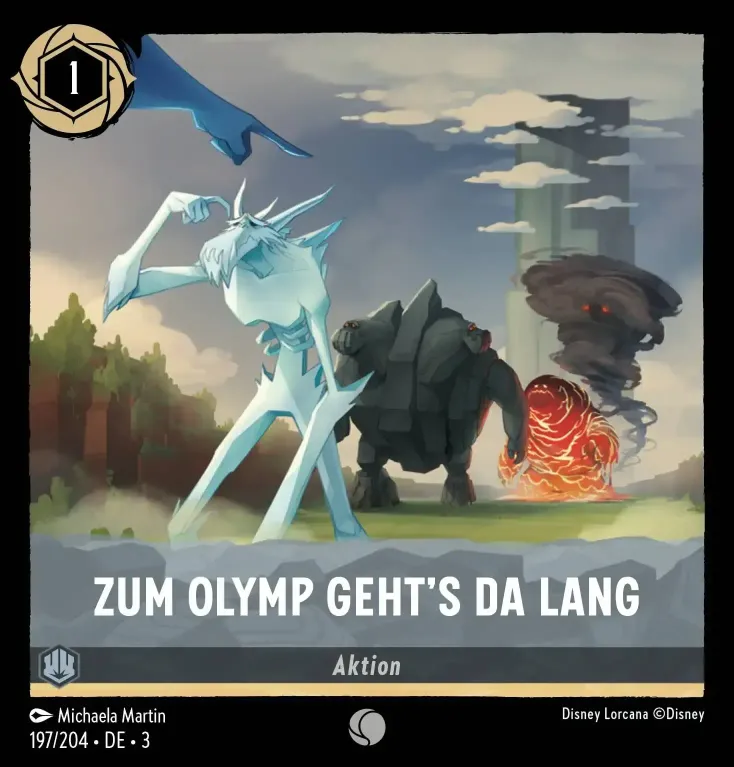 1
ZUM OLYMP GEHT'S DA LANG
Aktion
Michaela Martin
Disney Lorcana ©Disney
197/204 • DE • 3